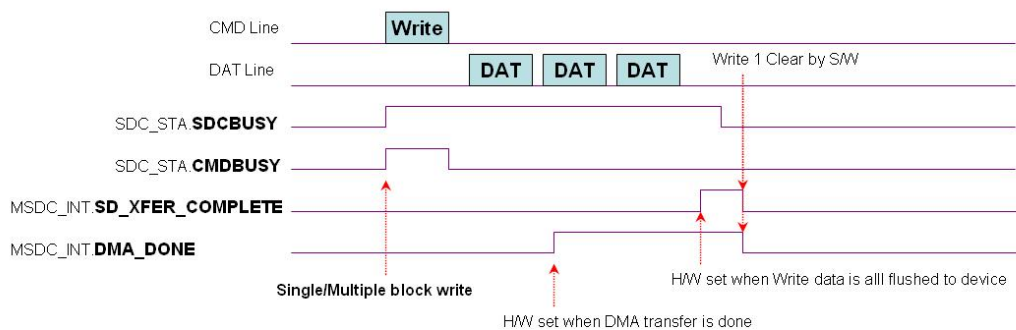 CMD Line
Write
DAT Line
DAT DAT DAT
Write 1 Clear by S/W
SDC_STA.SDCBUSY
SDC_STA.CMDBUSY
MSDC_INT.SD_XFER_COMPLETE
MSDC_INT.DMA_DONE
Single/Multiple block write
H/W set when Write data is alll flushed to device
H/W set when DMA transfer is done